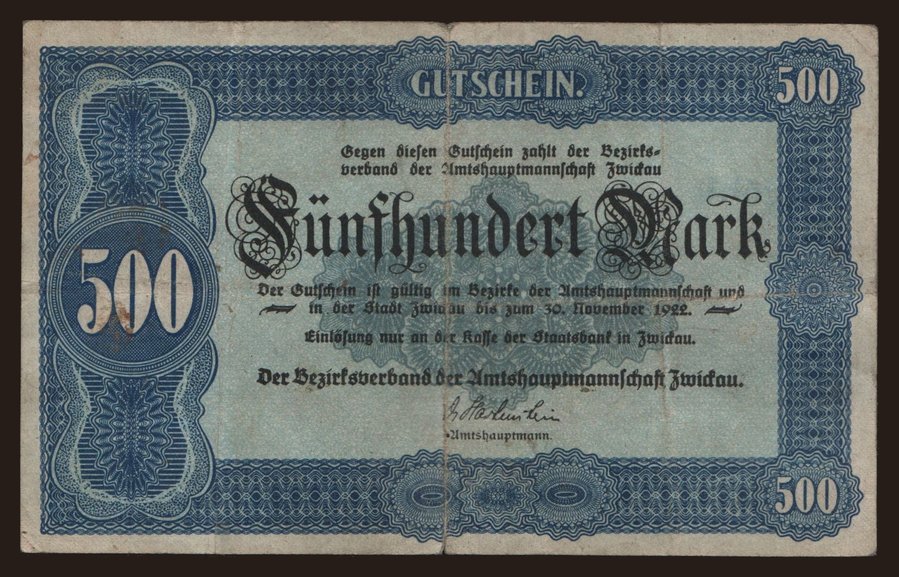 GUTSCHEIN.
500
Gegen diesen Gutschein zahlt der Bezirks-
verband der Amtshauptmannschaft Zwickau
Fünfhundert Mark
500
Der Gutschein ist gültig im Bezirke der Amtshauptmannschaft und
in der Stadt Zwickau bis zum 30. November 1922.
Einlösung nur an der Kasse der Staatsbank in Zwickau.
Der Bezirksverband der Amtshauptmannschaft Zwickau.
Amtshauptmann.
500